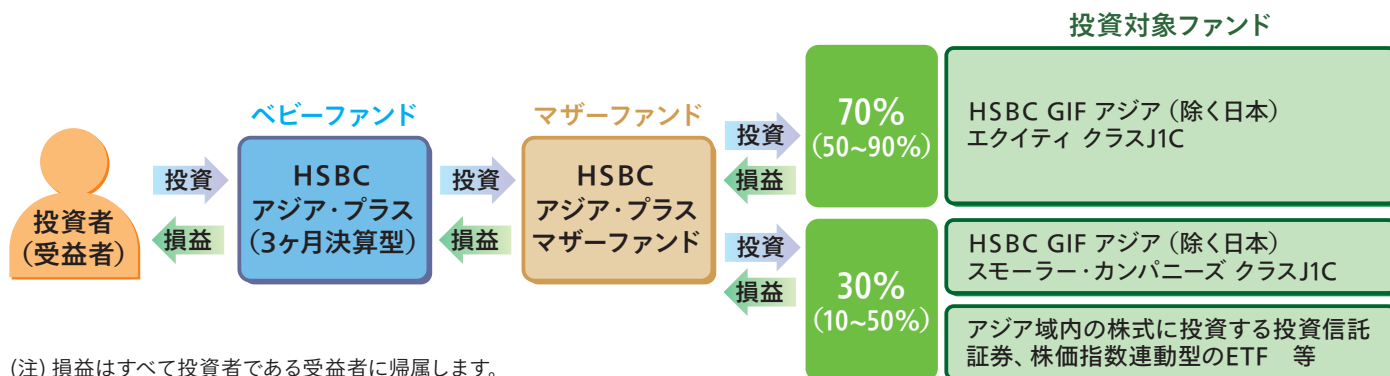 投資対象ファンド
ベビーファンド
マザーファンド
投資者
(受益者)
投資
損益
HSBC
アジア・プラス
(3ヶ月決算型)
投資
損益
HSBC
アジア・プラス
マザーファンド
投資
損益
70%
(50~90%)
HSBC GIF アジア (除く日本)
エクイティ クラスJ1C
投資
損益
30%
(10~50%)
HSBC GIF アジア (除く日本)
スモーラー・カンパニーズ クラスJ1C
アジア域内の株式に投資する投資信託
証券、株価指数連動型のETF 等
(注) 損益はすべて投資者である受益者に帰属します。